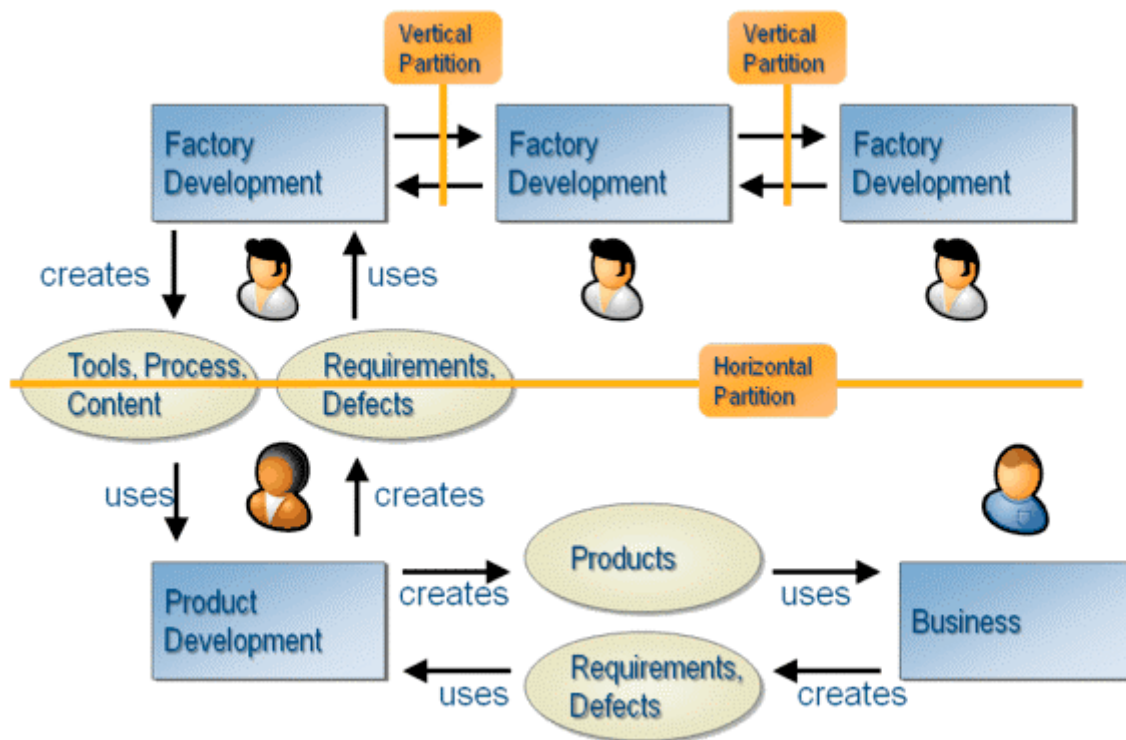 Vertical
Partition
Vertical
Partition
Factory
Development
Factory
Development
Factory
Development
creates
uses
Tools, Process,
Content
Requirements,
Defects
Horizontal
Partition
uses
creates
Product
Development
creates
Products
uses
Business
uses
Requirements,
Defects
creates